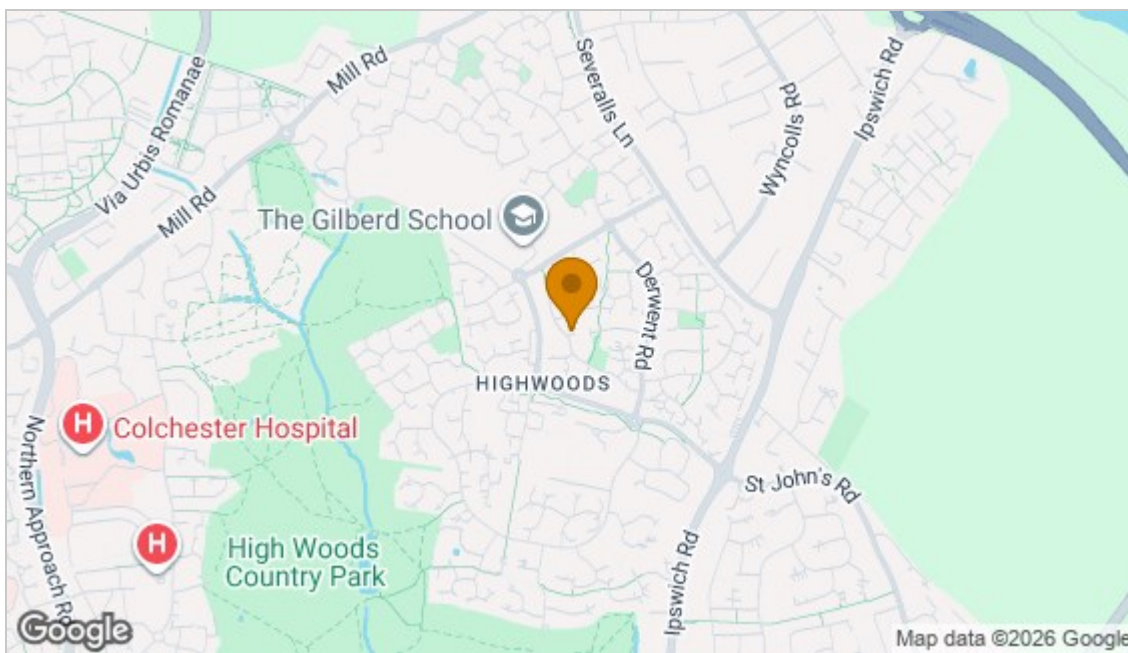 Mill Rd
Severalls Ln
Ipswich Rd
Via Urbis Romanae
Wyncolls Rd
Mill Rd
The Gilberd School
Derwent Rd
HIGHWOODS
H
Colchester Hospital
Northern Approach Rd
St John's Rd
H
High Woods
Country Park
Ipswich Rd
Google
Map data ©2026 Google